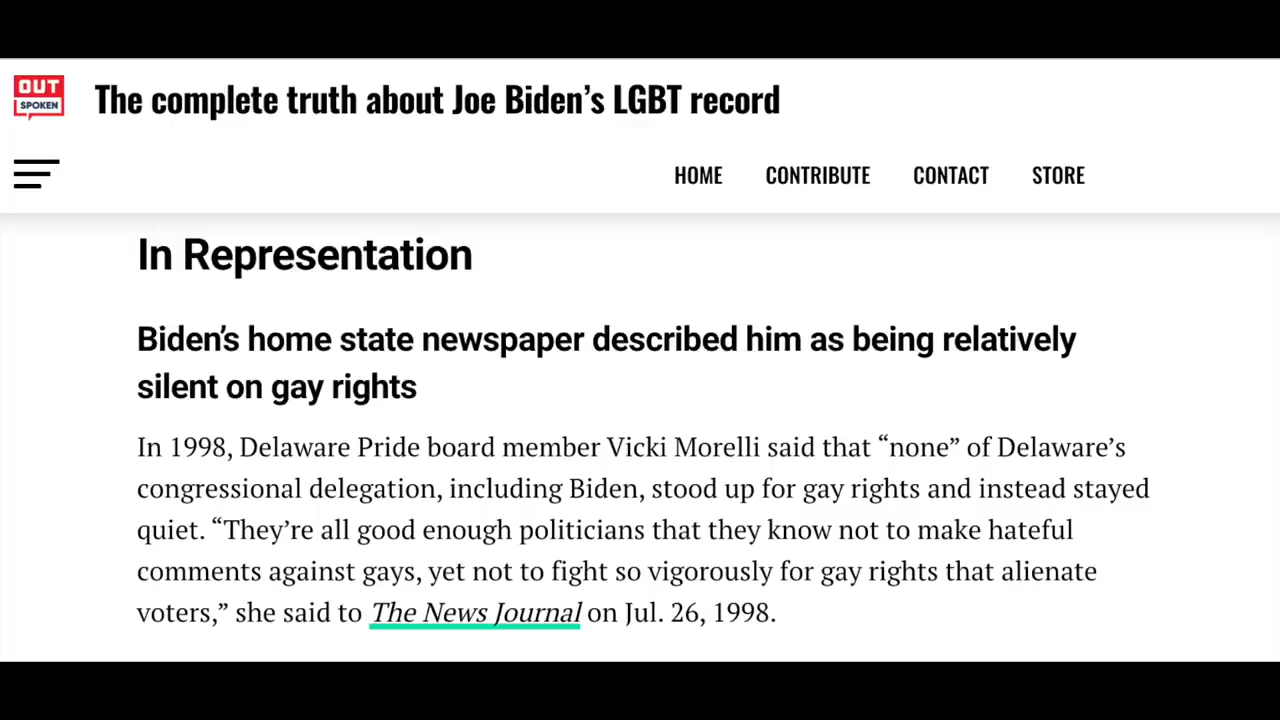 OUT
SPOKEN
The complete truth about Joe Biden’s LGBT record
HOME CONTRIBUTE CONTACT STORE
In Representation
Biden’s home state newspaper described him as being relatively
silent on gay rights
In 1998, Delaware Pride board member Vicki Morelli said that “none” of Delaware’s
congressional delegation, including Biden, stood up for gay rights and instead stayed
quiet. “They’re all good enough politicians that they know not to make hateful
comments against gays, yet not to fight so vigorously for gay rights that alienate
voters,” she said to The News Journal on Jul. 26, 1998.